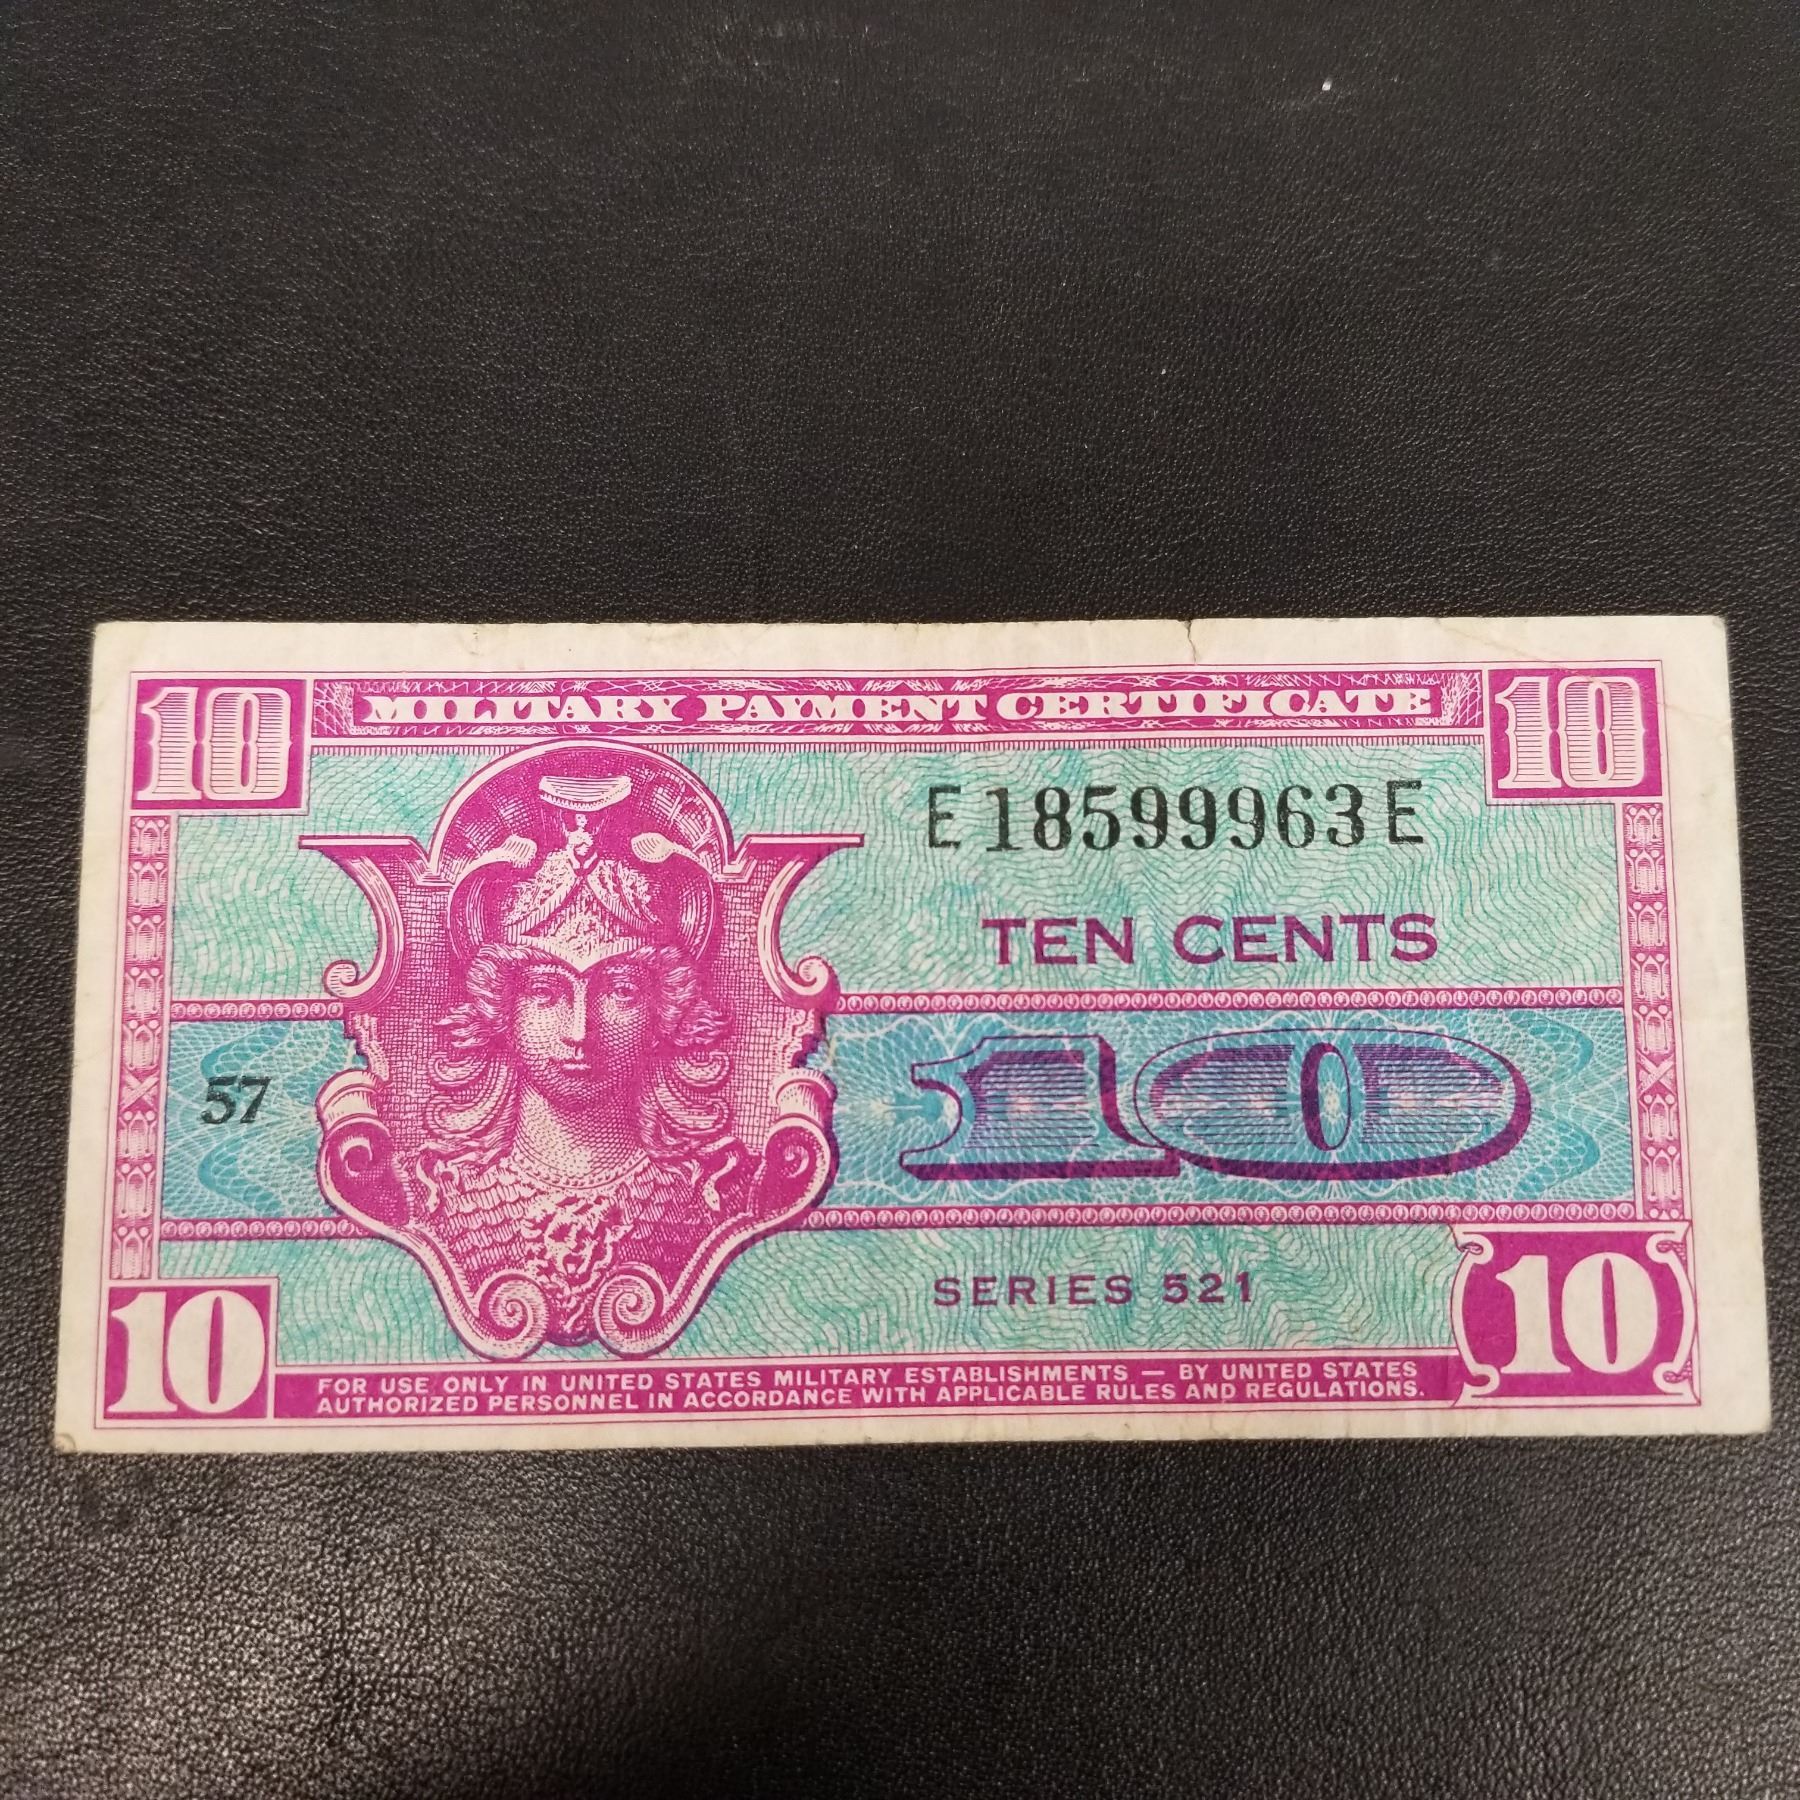 10 MILITARY PAYMENT CERTIFICATE 10
E18599963E
TEN CENTS
57 10
SERIES 521
10 10
FOR USE ONLY IN UNITED STATES MILITARY ESTABLISHMENTS — BY UNITED STATES
AUTHORIZED PERSONNEL IN ACCORDANCE WITH APPLICABLE RULES AND REGULATIONS.